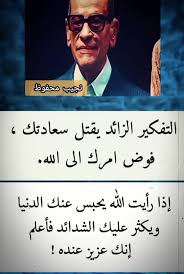 نجيب محفوظ
التفكير الزائد يقتل سعادتك ،
فوض امرك الى الله.
إذا رأيت الله يحبس عنك الدنيا
ويكثر عليك الشدائد فأعلم
إنك عزيز عنده !